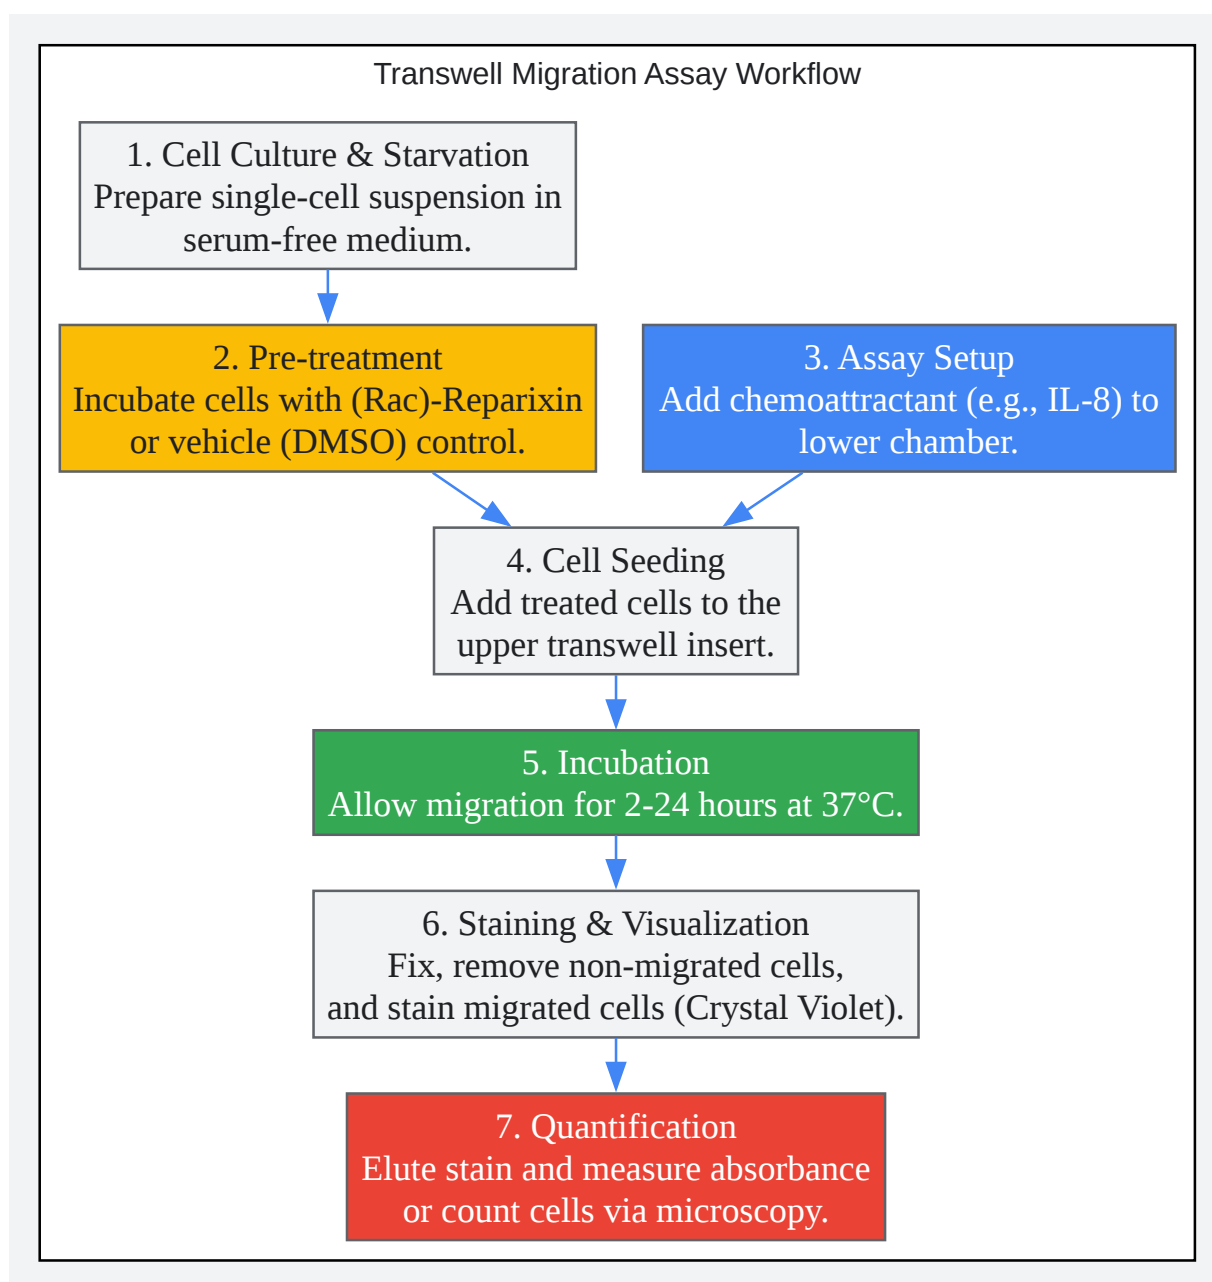 Transwell Migration Assay Workflow
1. Cell Culture & Starvation
Prepare single-cell suspension in
serum-free medium.
2. Pre-treatment
Incubate cells with (Rac)-Reparixin
or vehicle (DMSO) control.
3. Assay Setup
Add chemoattractant (e.g., IL-8) to
lower chamber.
4. Cell Seeding
Add treated cells to the
upper transwell insert.
5. Incubation
Allow migration for 2-24 hours at 37°C.
6. Staining & Visualization
Fix, remove non-migrated cells,
and stain migrated cells (Crystal Violet).
7. Quantification
Elute stain and measure absorbance
or count cells via microscopy.